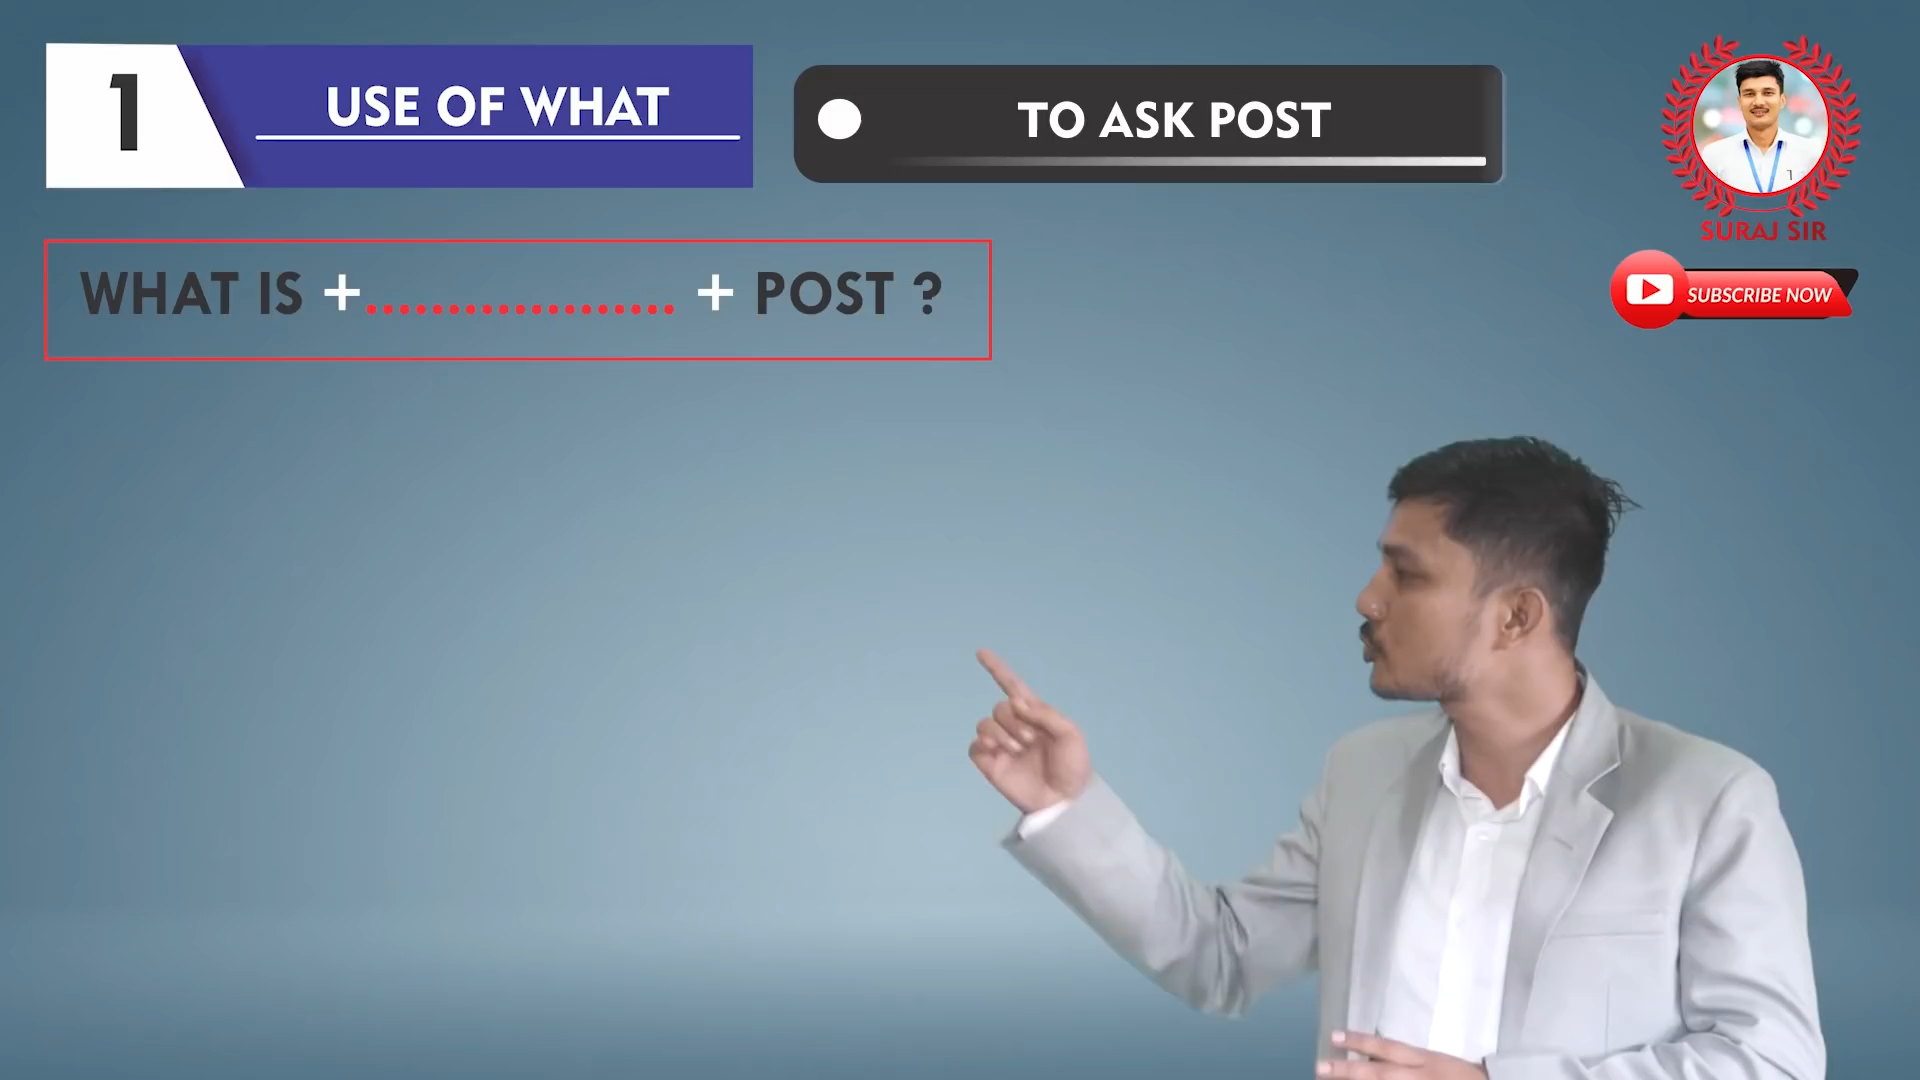 1
USE OF WHAT
TO ASK POST
SURAJ SIR
SUBSCRIBE NOW
WHAT IS +.................. + POST ?